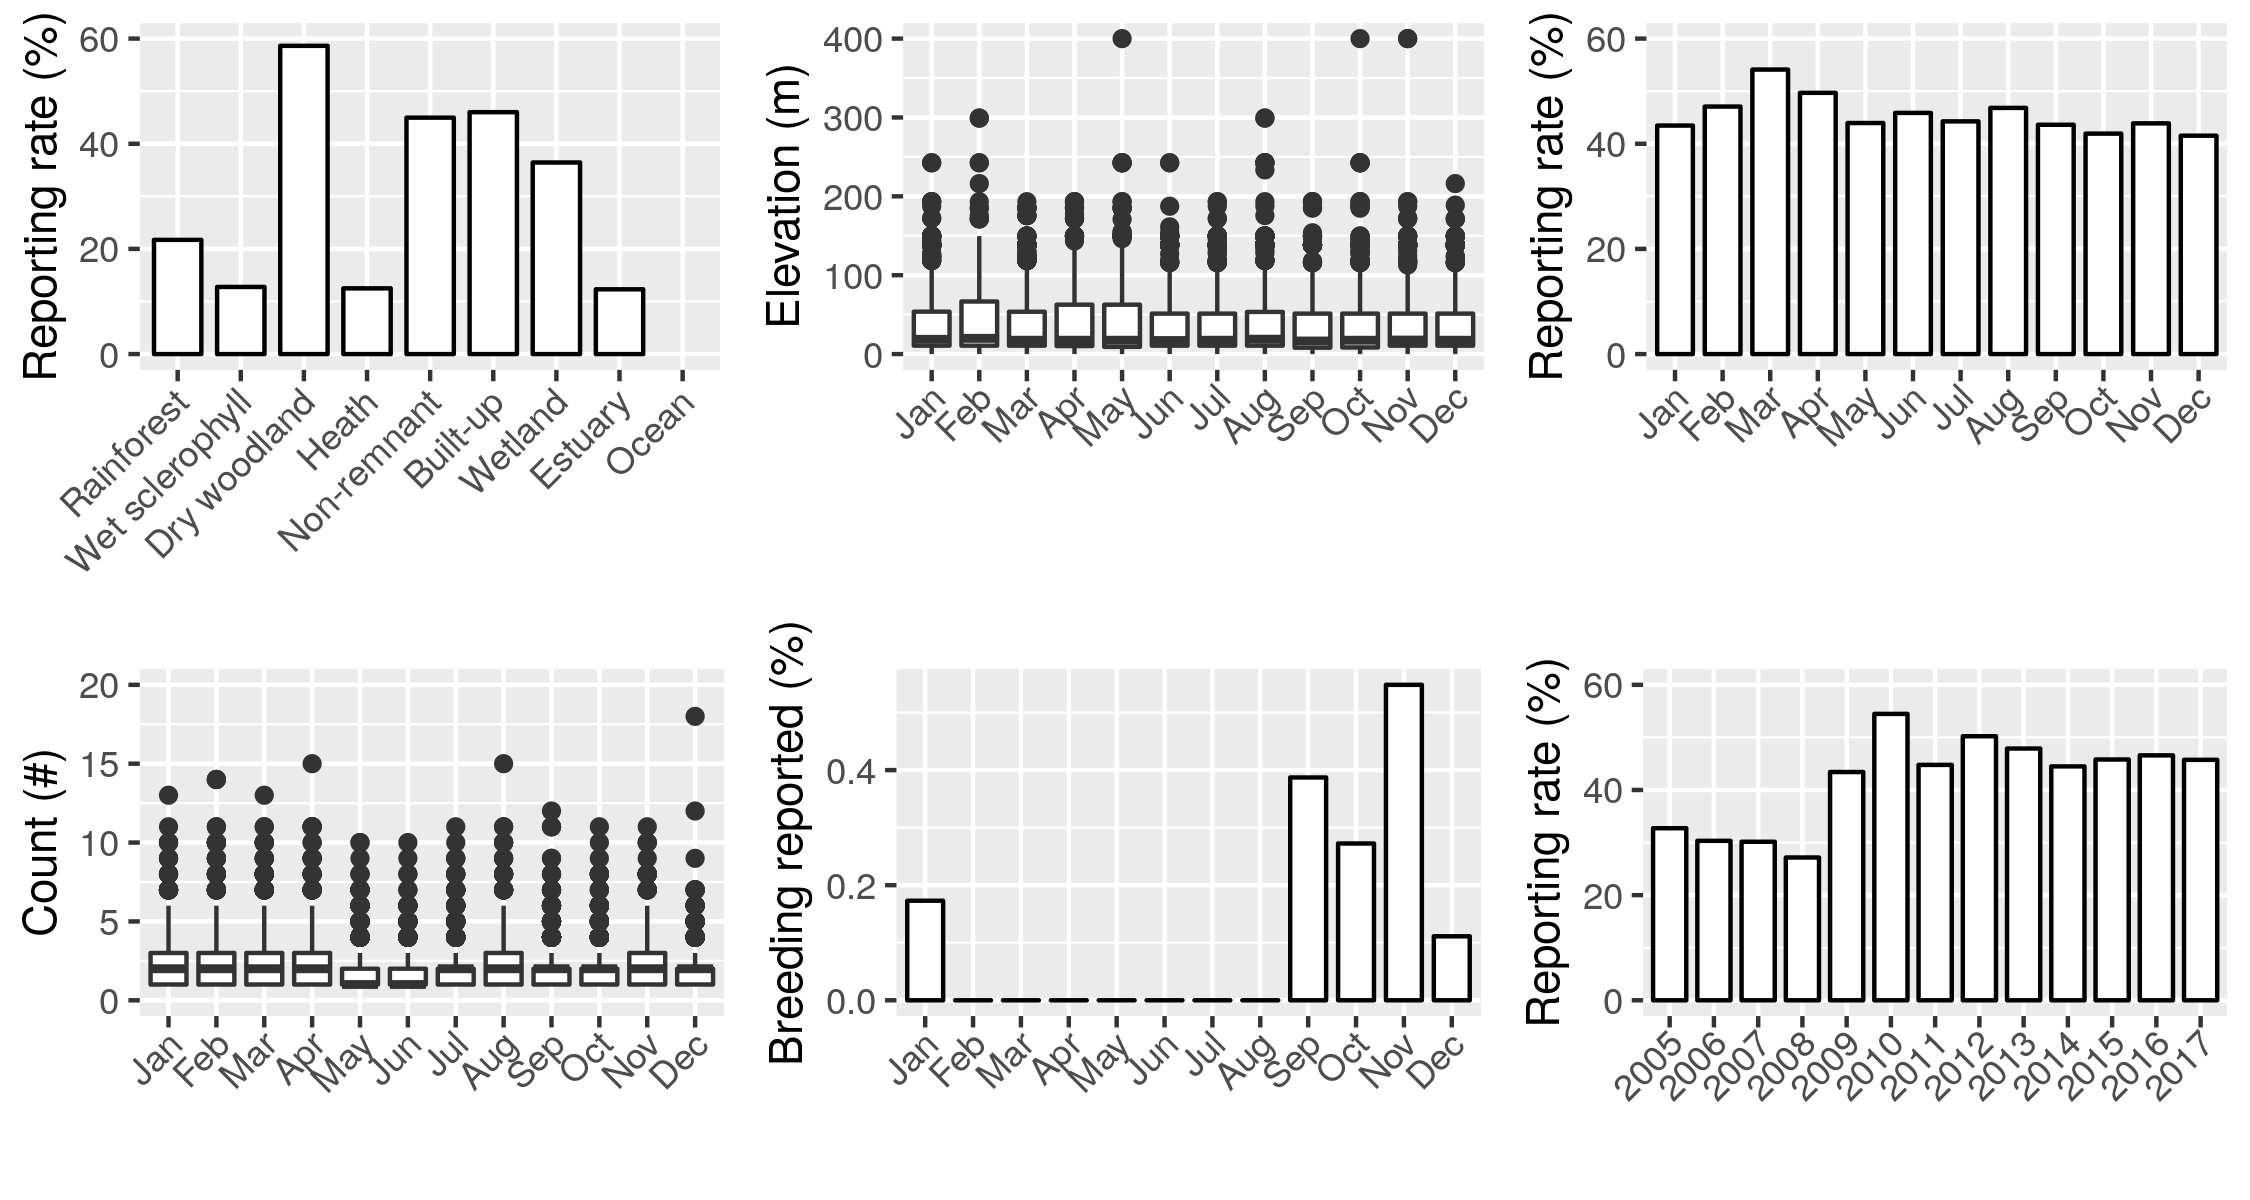 Reporting rate (%)
60
40
20
0
Rainforest
Wet sclerophyll
Dry woodland
Heath
Non-remnant
Built-up
Wetland
Estuary
Ocean
Elevation (m)
400
300
200
100
0
Jan
Feb
Mar
Apr
May
Jun
Jul
Aug
Sep
Oct
Nov
Dec
Reporting rate (%)
60
40
20
0
Jan
Feb
Mar
Apr
May
Jun
Jul
Aug
Sep
Oct
Nov
Dec
Count (#)
20
15
10
5
0
Jan
Feb
Mar
Apr
May
Jun
Jul
Aug
Sep
Oct
Nov
Dec
Breeding reported (%)
0.4
0.2
0.0
Jan
Feb
Mar
Apr
May
Jun
Jul
Aug
Sep
Oct
Nov
Dec
Reporting rate (%)
60
40
20
0
2005
2006
2007
2008
2009
2010
2011
2012
2013
2014
2015
2016
2017